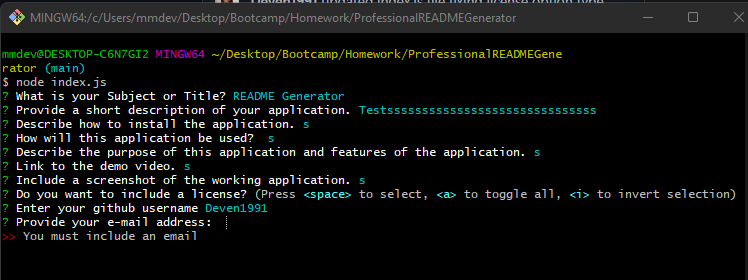 MINGW64:/c/Users/mmdev/Desktop/Bootcamp/Homework/ProfessionalREADMEGenerator
mmdev@DESKTOP-C6N7GI2 MINGW64 ~/Desktop/Bootcamp/Homework/ProfessionalREADMEGene
rator (main)
$ node index.js
? What is your Subject or Title? README Generator
? Provide a short description of your application. Testssssssssssssssssssssssssssssss
? Describe how to install the application. s
? How will this application be used?  s
? Describe the purpose of this application and features of the application. s
? Link to the demo video. s
? Include a screenshot of the working application. s
? Do you want to include a license? (Press <space> to select, <a> to toggle all, <i> to invert selection)
? Enter your github username Deven1991
? Provide your e-mail address:
>> You must include an email